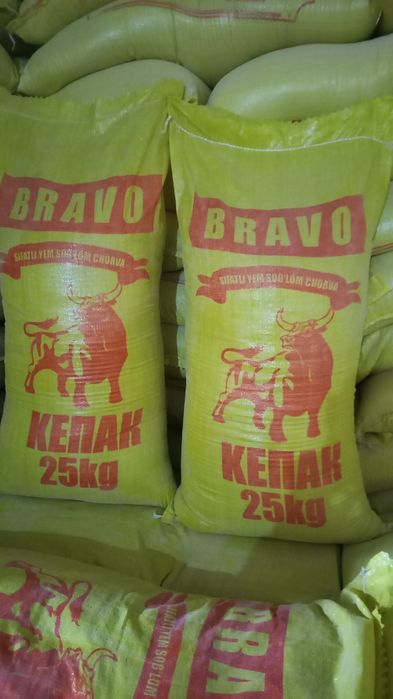 BRAVO
SIFATLI YEM SOG'LOM CHORVA
КЕПАК
25kg
BRAVO
SIFATLI YEM SOG'LOM CHORVA
КЕПАК
25kg